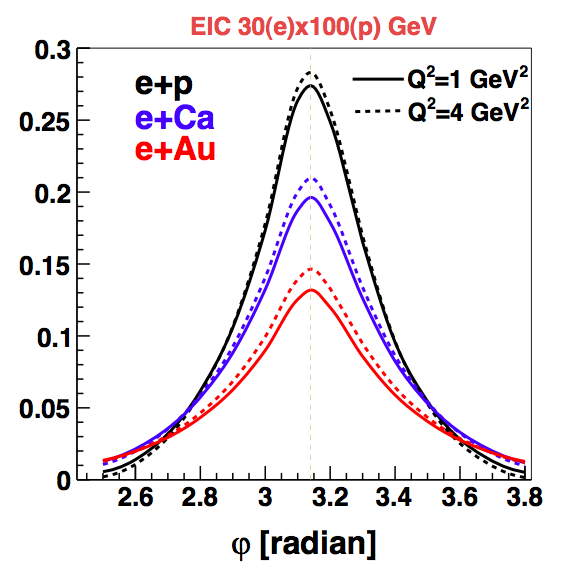 EIC 30(e)x100(p) GeV
0.3
0.25
0.2
0.15
0.1
0.05
0
e+p
e+Ca
e+Au
Q²=1 GeV²
Q²=4 GeV²
2.6 2.8 3 3.2 3.4 3.6 3.8
φ [radian]